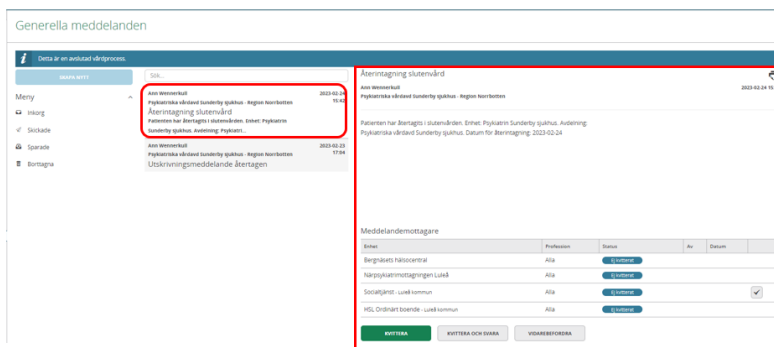 Generella meddelanden
i Detta är en avslutad vårdprocess.
SKAPA NYTT
Meny
Inkorg
Skickade
Sparade
Borttagna
Sök...
Ann Wennerkull 2023-02-24
Psykiatriska vårdavd Sunderby sjukhus - Region Norrbotten 15:42
Återintagning slutenvård
Patienten har återtagits i slutenvården. Enhet: Psykiatrin
Sunderby sjukhus. Avdelning: Psykiatri...
Ann Wennerkull 2023-02-23
Psykiatriska vårdavd Sunderby sjukhus - Region Norrbotten 17:04
Utskrivningsmeddelande återtagen
Återintagning slutenvård
Ann Wennerkull 2023-02-24 15
Psykiatriska vårdavd Sunderby sjukhus - Region Norrbotten
Patienten har återtagits i slutenvården. Enhet: Psykiatrin Sunderby sjukhus. Avdelning:
Psykiatriska vårdavd Sunderby sjukhus. Datum för återintagning: 2023-02-24
Meddelandemottagare
Enhet Profession Status Av Datum
Bergnäsets hälsocentral Alla Ej kvitterat
Närpsykiatrimottagningen Luleå Alla Ej kvitterat
Socialtjänst - Luleå kommun Alla Ej kvitterat
HSL Ordinärt boende - Luleå kommun Alla Ej kvitterat
KVITTERA KVITTERA OCH SVARA VIDAREBEFORDRA